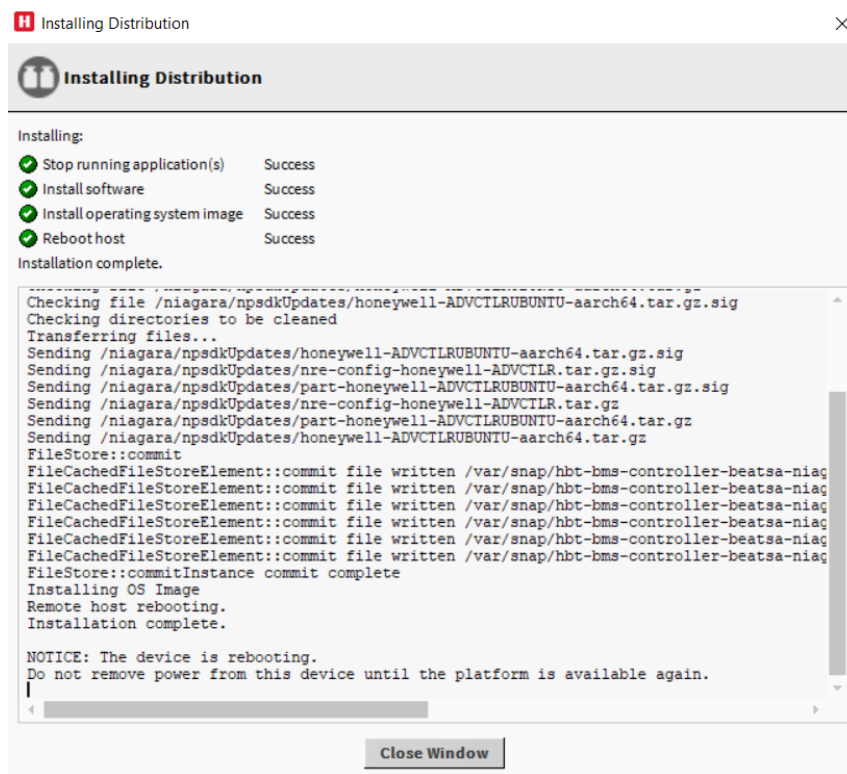 H Installing Distribution
Installing Distribution
Installing:
Stop running application(s) Success
Install software Success
Install operating system image Success
Reboot host Success
Installation complete.
Checking file /niagara/npsdkUpdates/honeywell-ADVCTLRUBUNTU-aarch64.tar.gz.sig
Checking directories to be cleaned
Transferring files...
Sending /niagara/npsdkUpdates/honeywell-ADVCTLRUBUNTU-aarch64.tar.gz.sig
Sending /niagara/npsdkUpdates/nre-config-honeywell-ADVCTLR.tar.gz.sig
Sending /niagara/npsdkUpdates/part-honeywell-ADVCTLRUBUNTU-aarch64.tar.gz.sig
Sending /niagara/npsdkUpdates/nre-config-honeywell-ADVCTLR.tar.gz
Sending /niagara/npsdkUpdates/part-honeywell-ADVCTLRUBUNTU-aarch64.tar.gz
Sending /niagara/npsdkUpdates/honeywell-ADVCTLRUBUNTU-aarch64.tar.gz
FileStore::commit
FileCachedFileStoreElement::commit file written /var/snap/hbt-bms-controller-beatsa-niag
FileCachedFileStoreElement::commit file written /var/snap/hbt-bms-controller-beatsa-niag
FileCachedFileStoreElement::commit file written /var/snap/hbt-bms-controller-beatsa-niag
FileCachedFileStoreElement::commit file written /var/snap/hbt-bms-controller-beatsa-niag
FileCachedFileStoreElement::commit file written /var/snap/hbt-bms-controller-beatsa-niag
FileCachedFileStoreElement::commit file written /var/snap/hbt-bms-controller-beatsa-niag
FileStore::commitInstance commit complete
Installing OS Image
Remote host rebooting.
Installation complete.
NOTICE: The device is rebooting.
Do not remove power from this device until the platform is available again.
Close Window